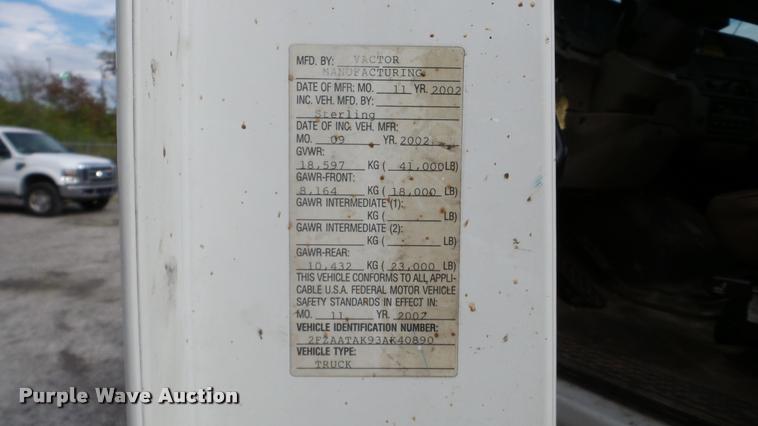 MFD. BY: VACTOR
MANUFACTURING
DATE OF MFR: MO. 11 YR. 2002
INC. VEH. MFD. BY:
Sterling
DATE OF INC. VEH. MFR:
MO. 09 YR. 2002
GVWR:
18,597 KG ( 41,000 LB)
GAWR-FRONT:
8,164 KG ( 18,000 LB)
GAWR INTERMEDIATE (1):
KG ( LB)
GAWR INTERMEDIATE (2):
KG ( LB)
GAWR-REAR:
10,432 KG ( 23,000 LB)
THIS VEHICLE CONFORMS TO ALL APPLI-
CABLE U.S.A. FEDERAL MOTOR VEHICLE
SAFETY STANDARDS IN EFFECT IN:
MO. 11 YR. 2002
VEHICLE IDENTIFICATION NUMBER:
2FZAATAK93AK40890
VEHICLE TYPE:
TRUCK
Purple Wave Auction®